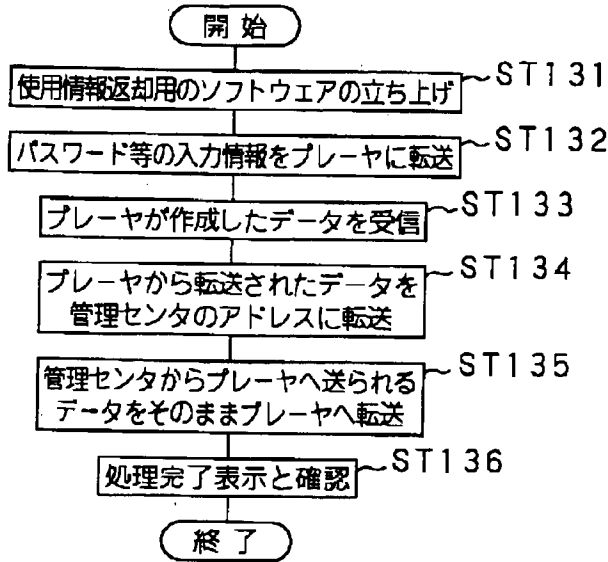 開始
使用情報返却用のソフトウェアの立ち上げ ST131
パスワード等の入力情報をプレーヤに転送 ST132
プレーヤが作成したデータを受信 ST133
プレーヤから転送されたデータを ST134
管理センタのアドレスに転送
管理センタからプレーヤへ送られる ST135
データをそのままプレーヤへ転送
処理完了表示と確認 ST136
終了